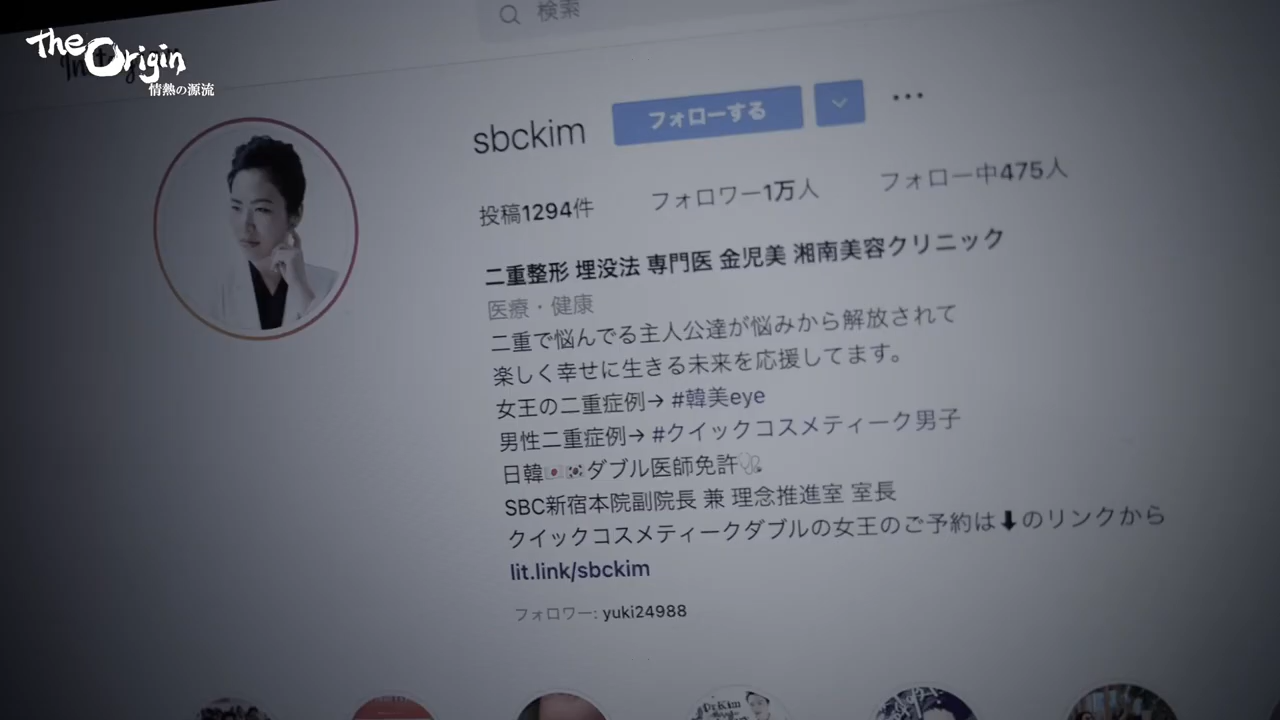 The Origin
情熱の源流
検索
sbckim フォローする
投稿1294件 フォロワー1万人 フォロー中475人
二重整形 埋没法 専門医 金児美 湘南美容クリニック
医療・健康
二重で悩んでる主人公達が悩みから解放されて
楽しく幸せに生きる未来を応援してます。
女王の二重症例→ #韓美eye
男性二重症例→ #クイックコスメティーク男子
日韓🇯🇵🇰🇷ダブル医師免許🩺
SBC新宿本院副院長 兼 理念推進室 室長
クイックコスメティークダブルの女王のご予約は⬇のリンクから
lit.link/sbckim
フォロワー: yuki24988
Dr Kim